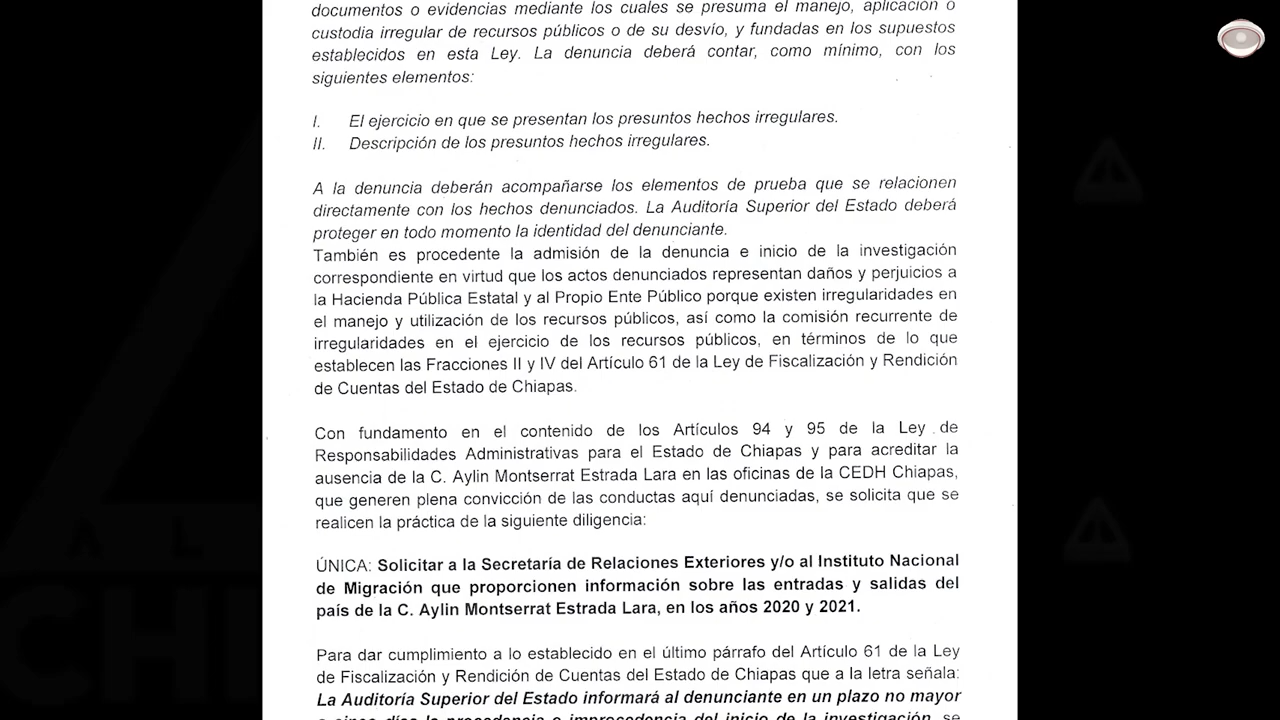 documentos o evidencias mediante los cuales se presuma el manejo, aplicación o
custodia irregular de recursos públicos o de su desvío, y fundadas en los supuestos
establecidos en esta Ley. La denuncia deberá contar, como mínimo, con los
siguientes elementos:
I. El ejercicio en que se presentan los presuntos hechos irregulares.
II. Descripción de los presuntos hechos irregulares.
A la denuncia deberán acompañarse los elementos de prueba que se relacionen
directamente con los hechos denunciados. La Auditoría Superior del Estado deberá
proteger en todo momento la identidad del denunciante.
También es procedente la admisión de la denuncia e inicio de la investigación
correspondiente en virtud que los actos denunciados representan daños y perjuicios a
la Hacienda Pública Estatal y al Propio Ente Público porque existen irregularidades en
el manejo y utilización de los recursos públicos, así como la comisión recurrente de
irregularidades en el ejercicio de los recursos públicos, en términos de lo que
establecen las Fracciones II y IV del Artículo 61 de la Ley de Fiscalización y Rendición
de Cuentas del Estado de Chiapas.
Con fundamento en el contenido de los Artículos 94 y 95 de la Ley de
Responsabilidades Administrativas para el Estado de Chiapas y para acreditar la
ausencia de la C. Aylin Montserrat Estrada Lara en las oficinas de la CEDH Chiapas,
que generen plena convicción de las conductas aquí denunciadas, se solicita que se
realicen la práctica de la siguiente diligencia:
ÚNICA: Solicitar a la Secretaría de Relaciones Exteriores y/o al Instituto Nacional
de Migración que proporcionen información sobre las entradas y salidas del
país de la C. Aylin Montserrat Estrada Lara, en los años 2020 y 2021.
Para dar cumplimiento a lo establecido en el último párrafo del Artículo 61 de la Ley
de Fiscalización y Rendición de Cuentas del Estado de Chiapas que a la letra señala:
La Auditoría Superior del Estado informará al denunciante en un plazo no mayor
a cinco días la procedencia o improcedencia del inicio de la investigación, se